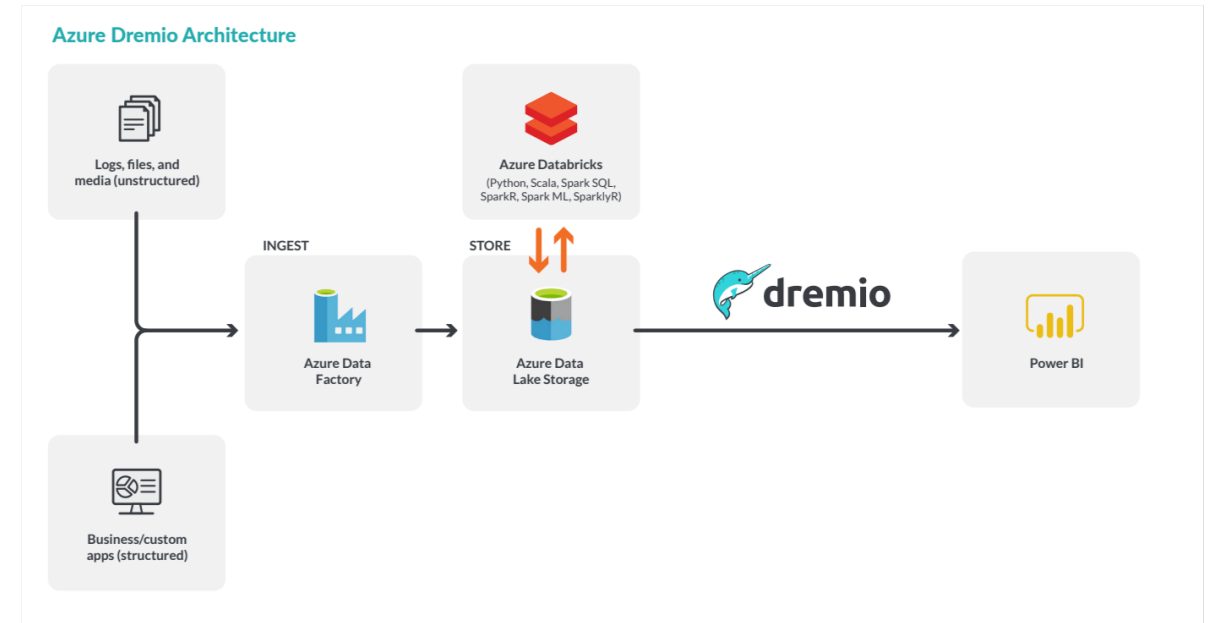 Azure Dremio Architecture
Logs, files, and
media (unstructured)
Azure Databricks
(Python, Scala, Spark SQL,
SparkR, Spark ML, SparklyR)
INGEST
STORE
Azure Data
Factory
Azure Data
Lake Storage
dremio
Power BI
Business/custom
apps (structured)